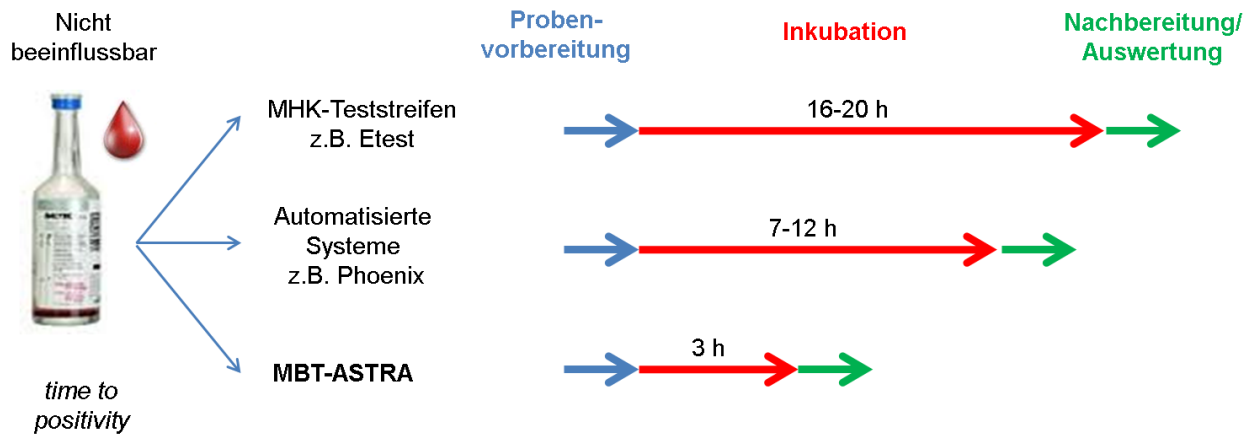 Nicht
beeinflussbar
Proben-
vorbereitung
Inkubation
Nachbereitung/
Auswertung
MHK-Teststreifen
z.B. Etest
16-20 h
Automatisierte
Systeme
z.B. Phoenix
7-12 h
MBT-ASTRA
3 h
time to
positivity